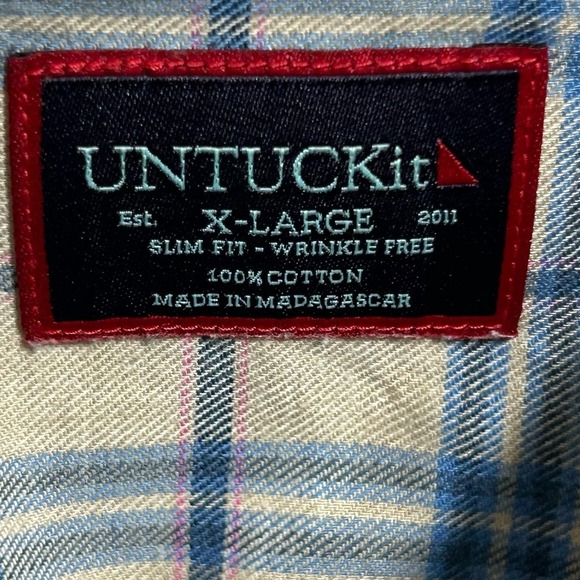 UNTUCKit
Est. X-LARGE 2011
SLIM FIT - WRINKLE FREE
100% COTTON
MADE IN MADAGASCAR